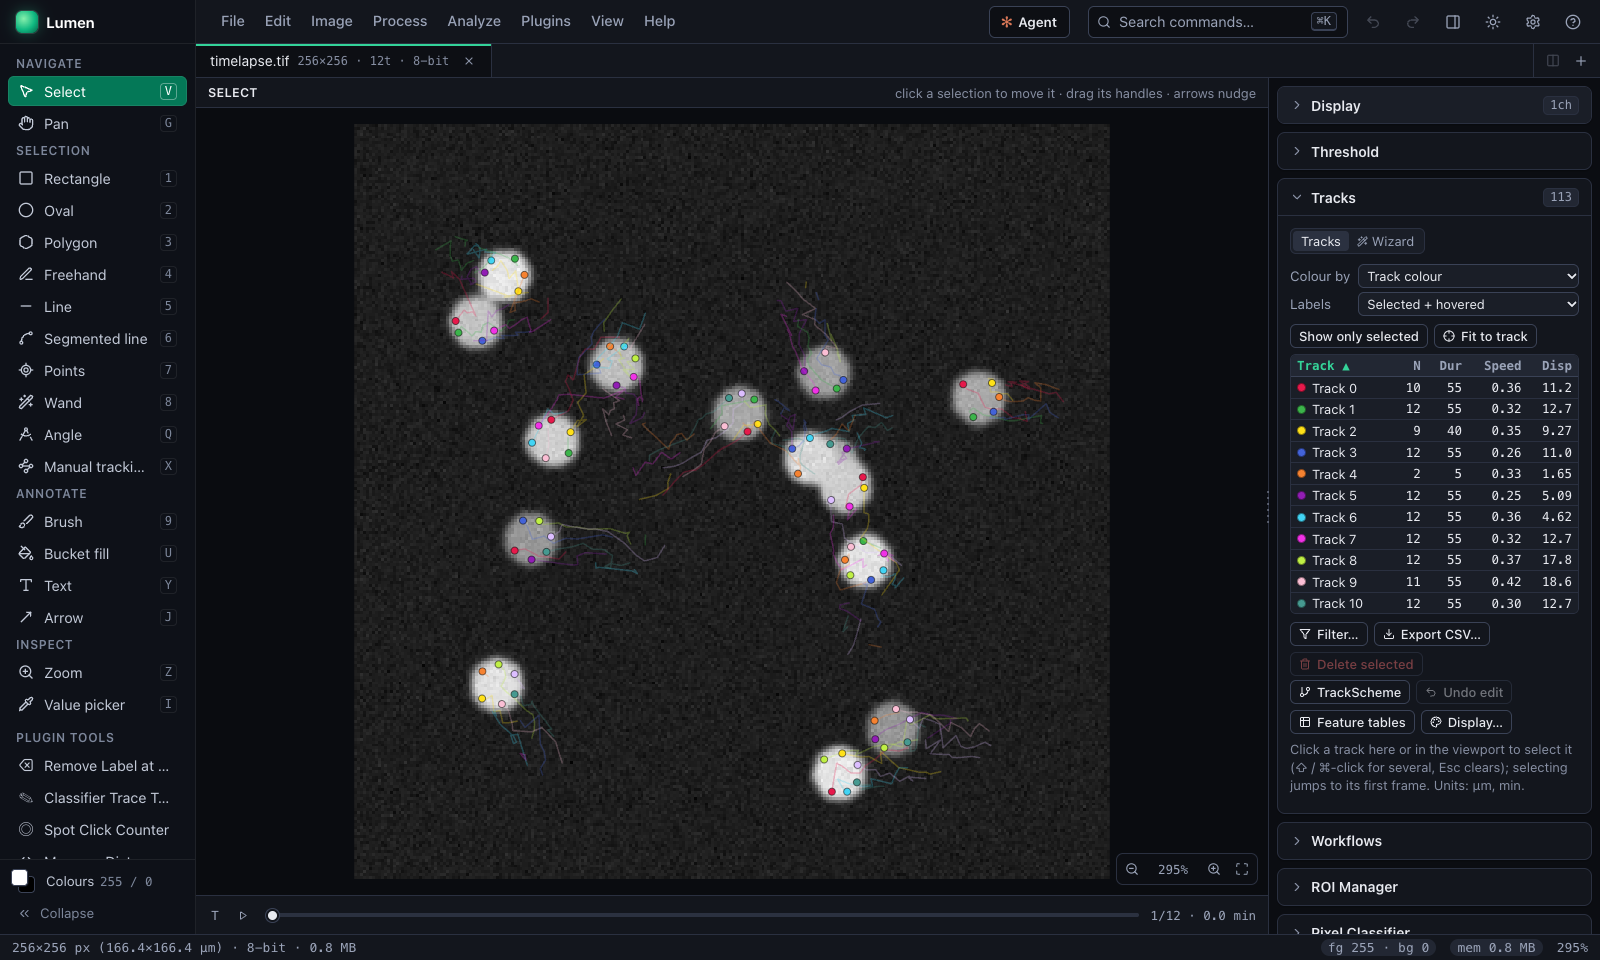 Lumen
File Edit Image Process Analyze Plugins View Help
Agent
Search commands... ⌘K
NAVIGATE
Select V
Pan G
SELECTION
Rectangle 1
Oval 2
Polygon 3
Freehand 4
Line 5
Segmented line 6
Points 7
Wand 8
Angle Q
Manual tracki... X
ANNOTATE
Brush 9
Bucket fill U
Text Y
Arrow J
INSPECT
Zoom Z
Value picker I
PLUGIN TOOLS
Remove Label at ...
Classifier Trace T...
Spot Click Counter
Colours 255 / 0
Collapse
timelapse.tif 256×256 · 12t · 8-bit ×
SELECT
click a selection to move it · drag its handles · arrows nudge
295%
T 1/12 · 0.0 min
Display 1ch
Threshold
Tracks 113
Tracks Wizard
Colour by Track colour
Labels Selected + hovered
Show only selected Fit to track
Track ▲ N Dur Speed Disp
Track 0 10 55 0.36 11.2
Track 1 12 55 0.32 12.7
Track 2 9 40 0.35 9.27
Track 3 12 55 0.26 11.0
Track 4 2 5 0.33 1.65
Track 5 12 55 0.25 5.09
Track 6 12 55 0.36 4.62
Track 7 12 55 0.32 12.7
Track 8 12 55 0.37 17.8
Track 9 11 55 0.42 18.6
Track 10 12 55 0.30 12.7
Filter... Export CSV...
Delete selected
TrackScheme Undo edit
Feature tables Display...
Click a track here or in the viewport to select it
(⇧ / ⌘-click for several, Esc clears); selecting
jumps to its first frame. Units: µm, min.
Workflows
ROI Manager
Pixel Classifier
256×256 px (166.4×166.4 µm) · 8-bit · 0.8 MB
fg 255 · bg 0 mem 0.8 MB 295%